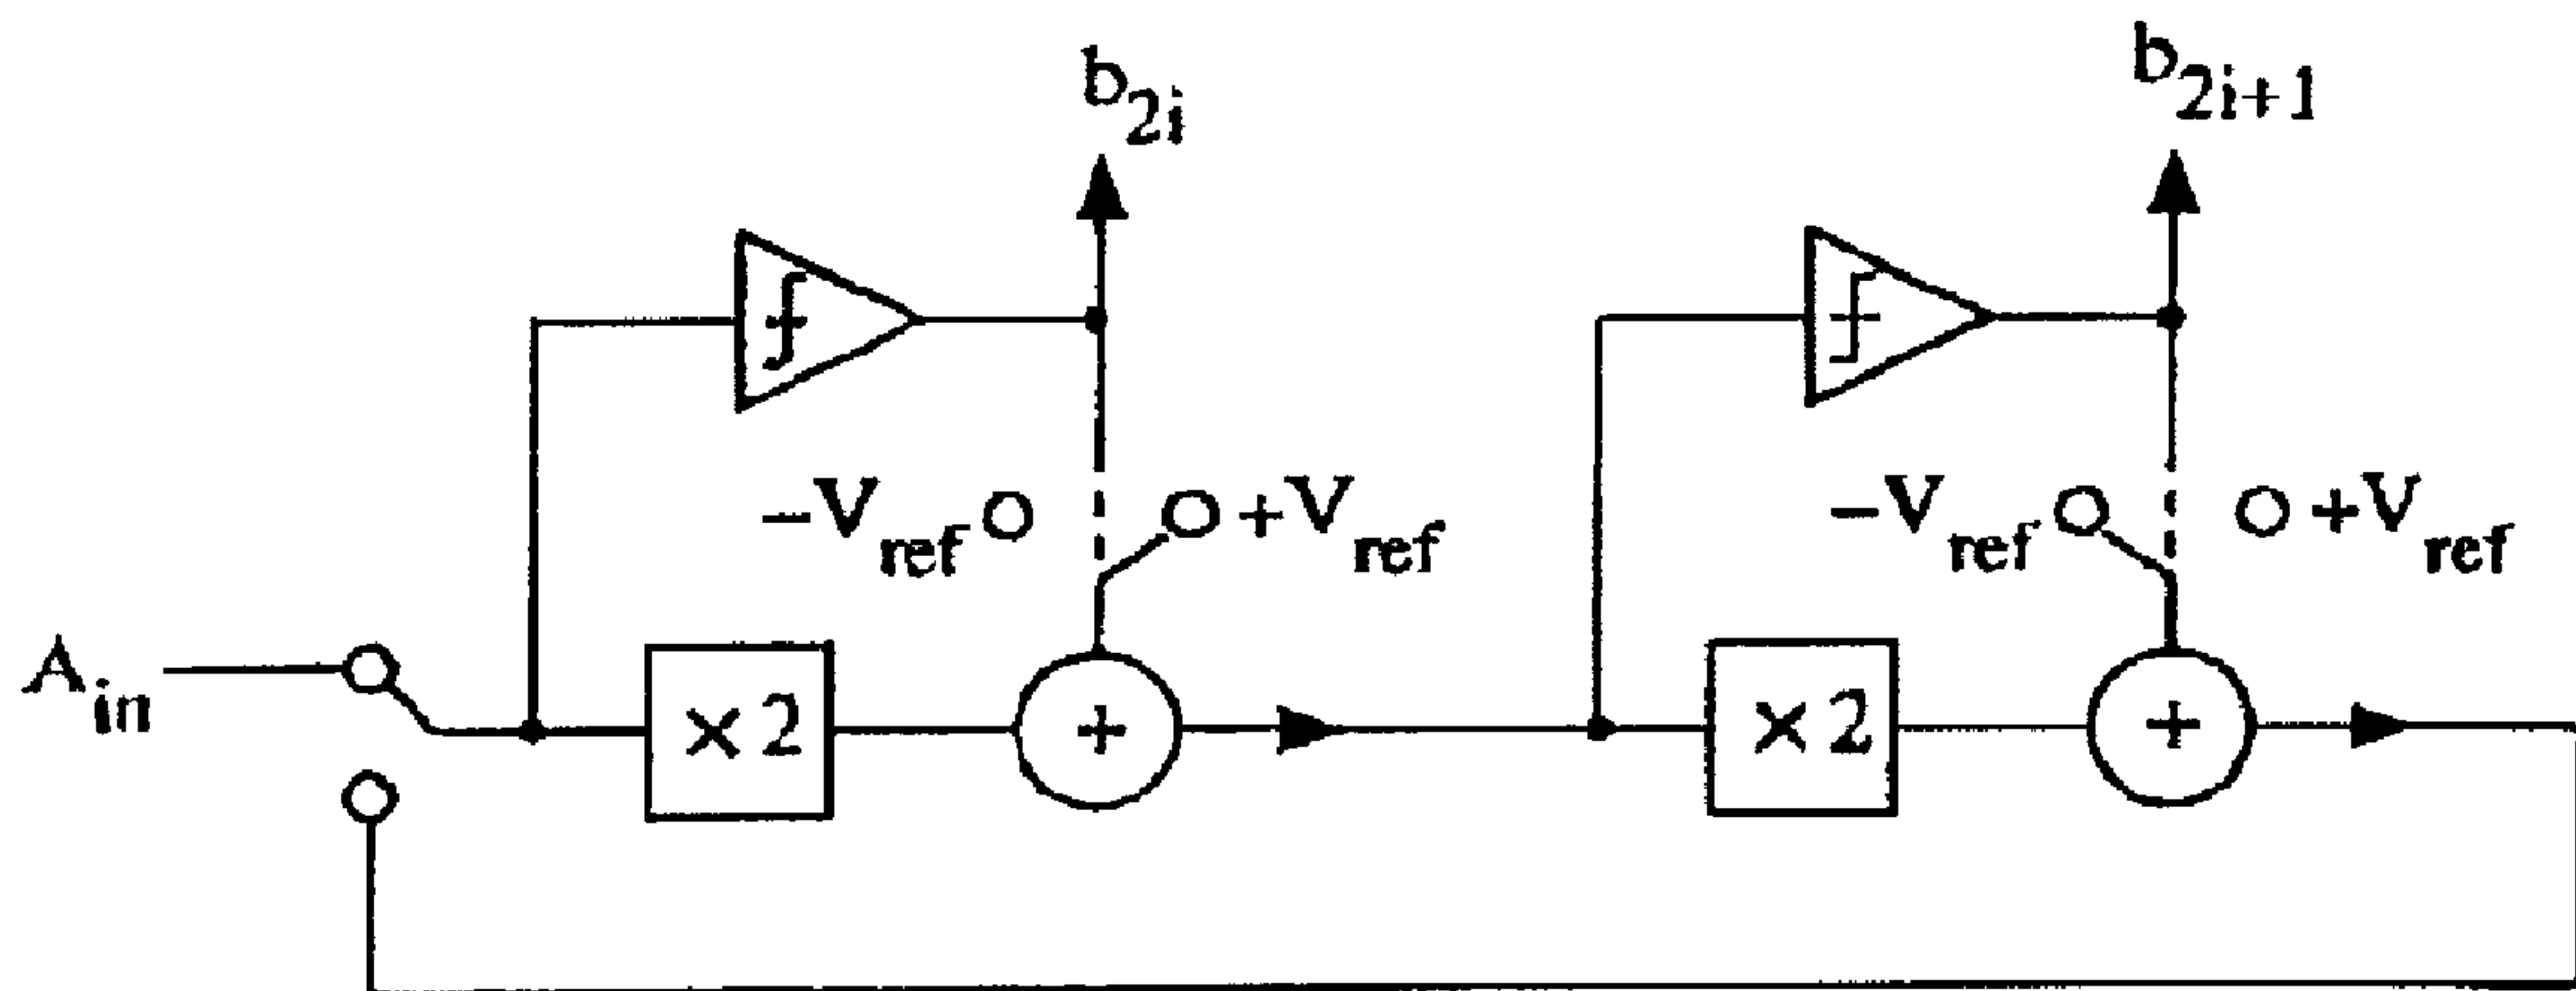 b2i b2i+1
−Vref +Vref −Vref +Vref
Ain ×2 + ×2 +